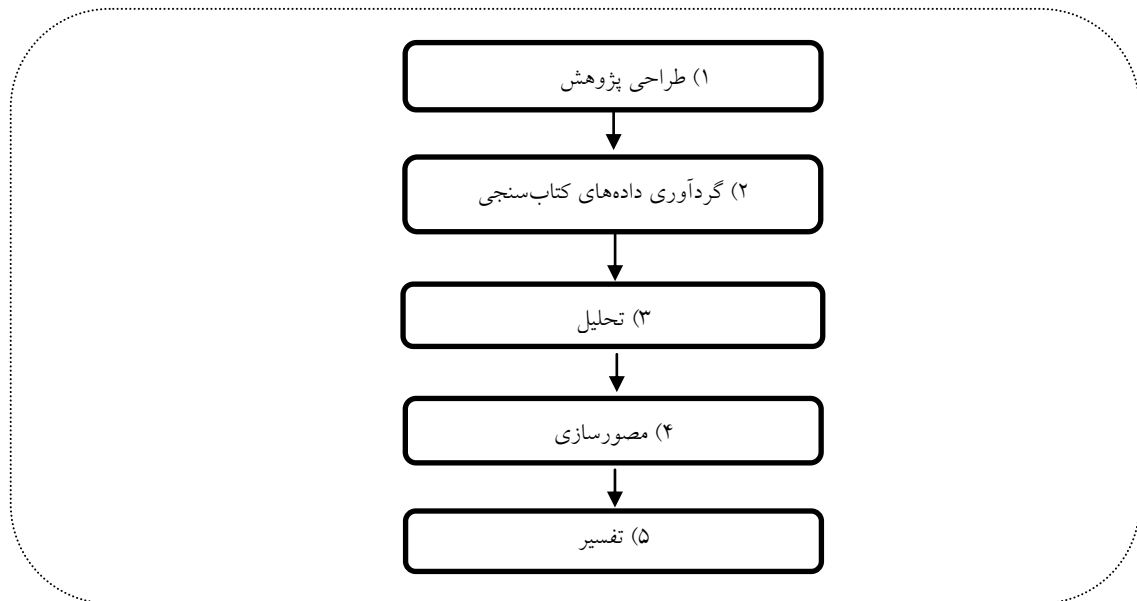 ۱) طراحی پژوهش
۲) گردآوری داده‌های کتاب‌سنجی
۳) تحلیل
۴) مصورسازی
۵) تفسیر